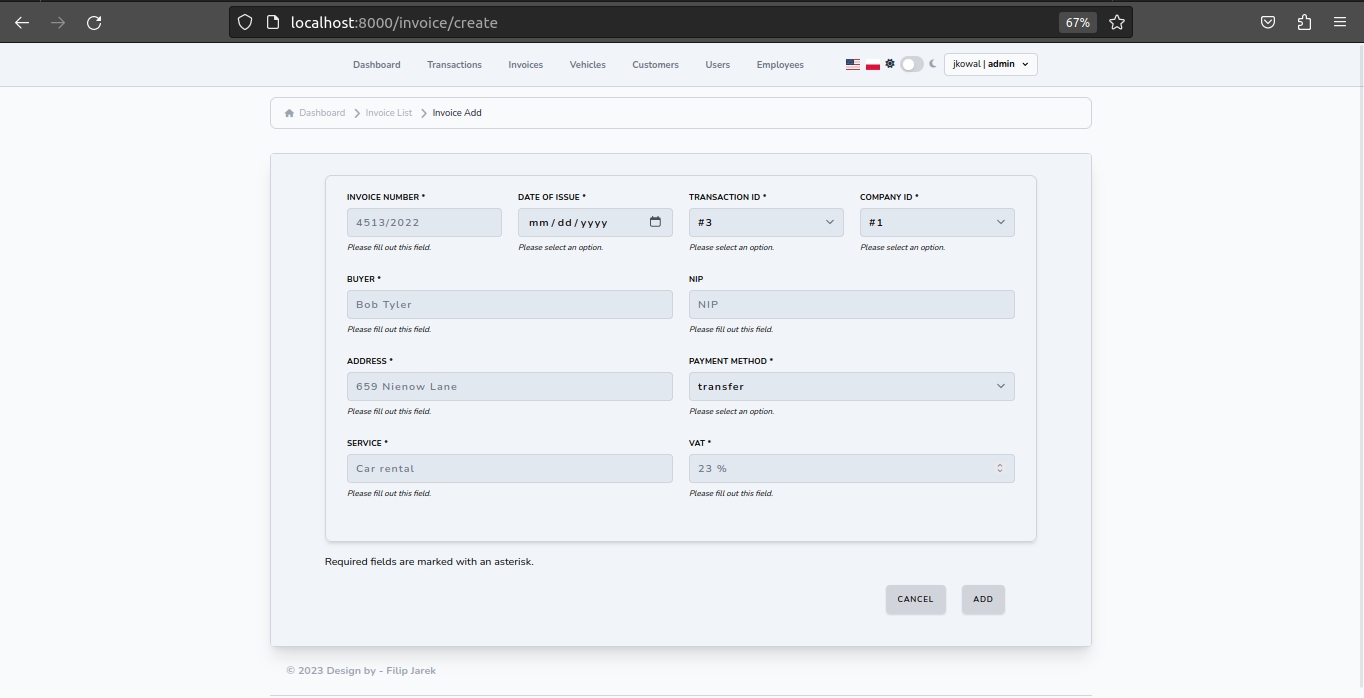 localhost:8000/invoice/create 67%
Dashboard Transactions Invoices Vehicles Customers Users Employees jkowal | admin
Dashboard Invoice List Invoice Add
INVOICE NUMBER * DATE OF ISSUE * TRANSACTION ID * COMPANY ID *
4513/2022 mm/dd/yyyy #3 #1
Please fill out this field. Please select an option. Please select an option. Please select an option.
BUYER * NIP
Bob Tyler NIP
Please fill out this field. Please fill out this field.
ADDRESS * PAYMENT METHOD *
659 Nienow Lane transfer
Please fill out this field. Please select an option.
SERVICE * VAT *
Car rental 23 %
Please fill out this field. Please fill out this field.
Required fields are marked with an asterisk.
CANCEL ADD
© 2023 Design by - Filip Jarek